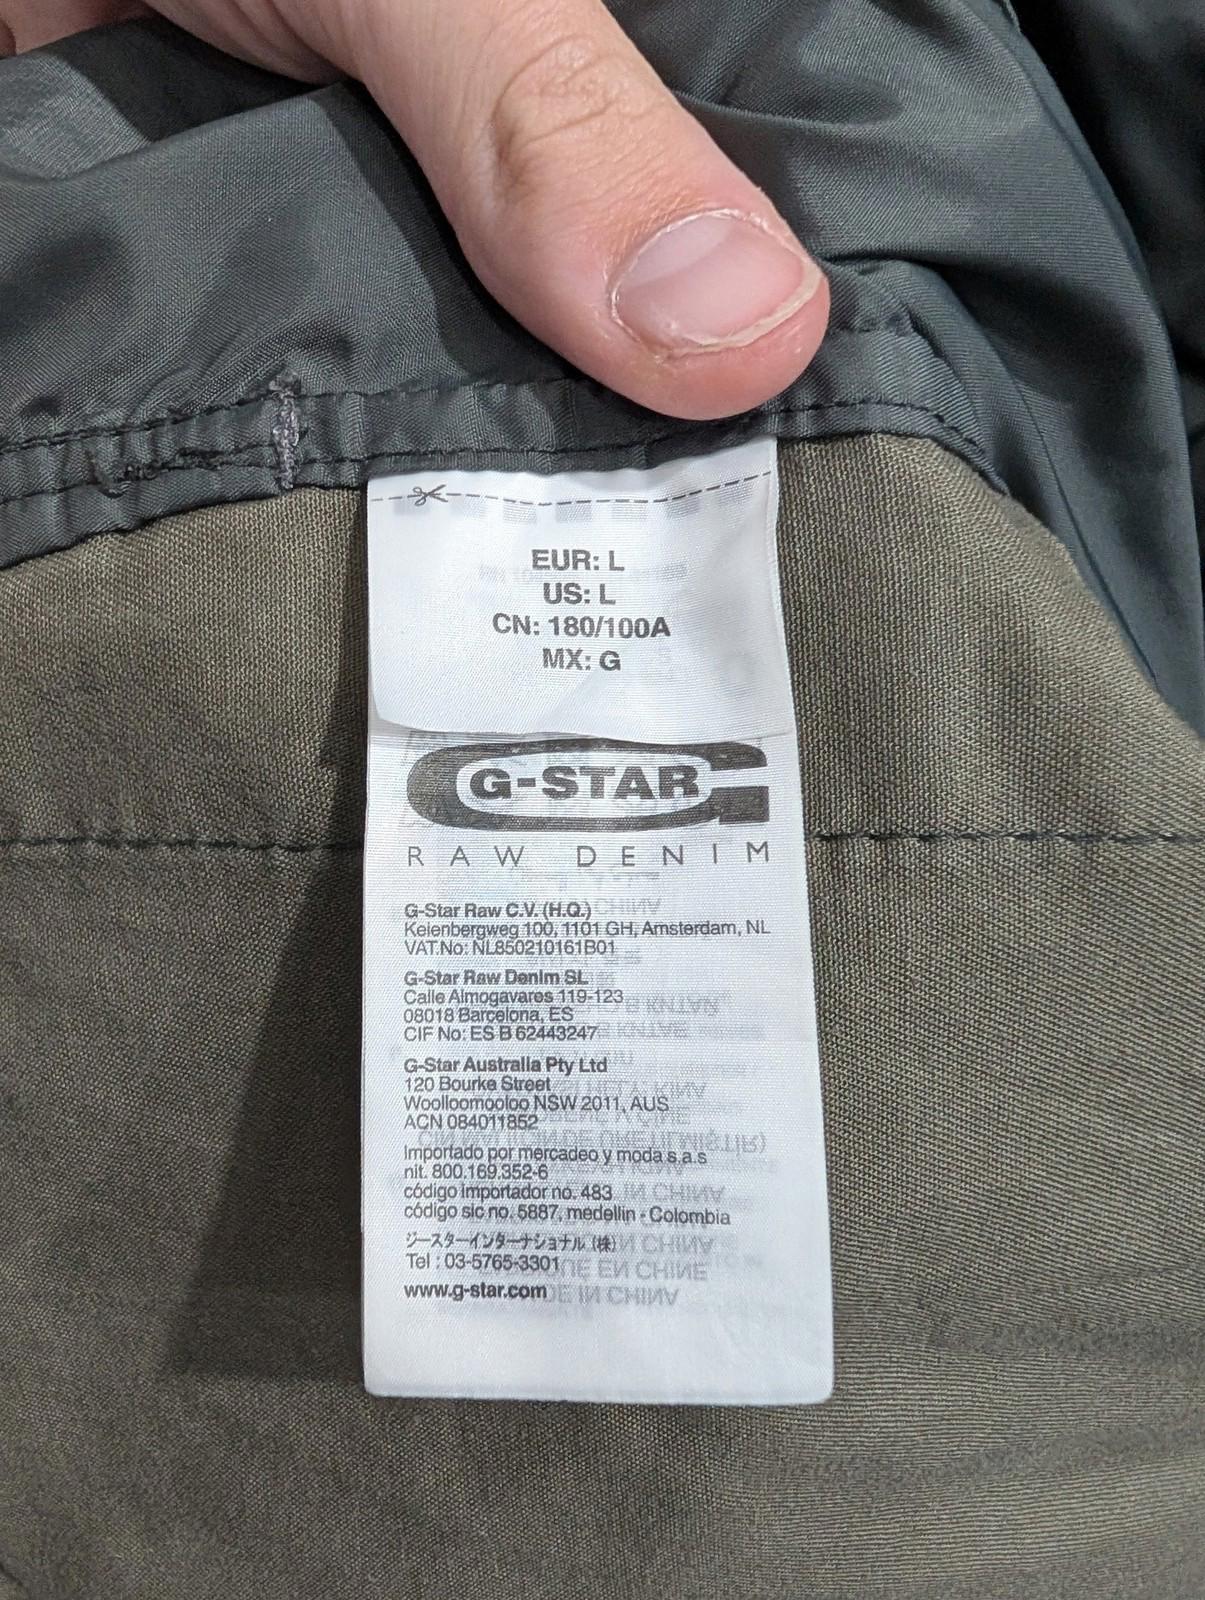 EUR: L
US: L
CN: 180/100A
MX: G
G-STAR
RAW DENIM
G-Star Raw C.V. (H.Q.)
Keienbergweg 100, 1101 GH, Amsterdam, NL
VAT.No: NL850210161B01
G-Star Raw Denim SL
Calle Almogavares 119-123
08018 Barcelona, ES
CIF No: ES B 62443247
G-Star Australia Pty Ltd
120 Bourke Street
Woolloomooloo NSW 2011, AUS
ACN 084011852
Importado por mercadeo y moda s.a.s
nit. 800.169.352-6
código importador no. 483
código sic no. 5887, medellin - Colombia
ジースターインターナショナル (株)
Tel : 03-5765-3301
www.g-star.com